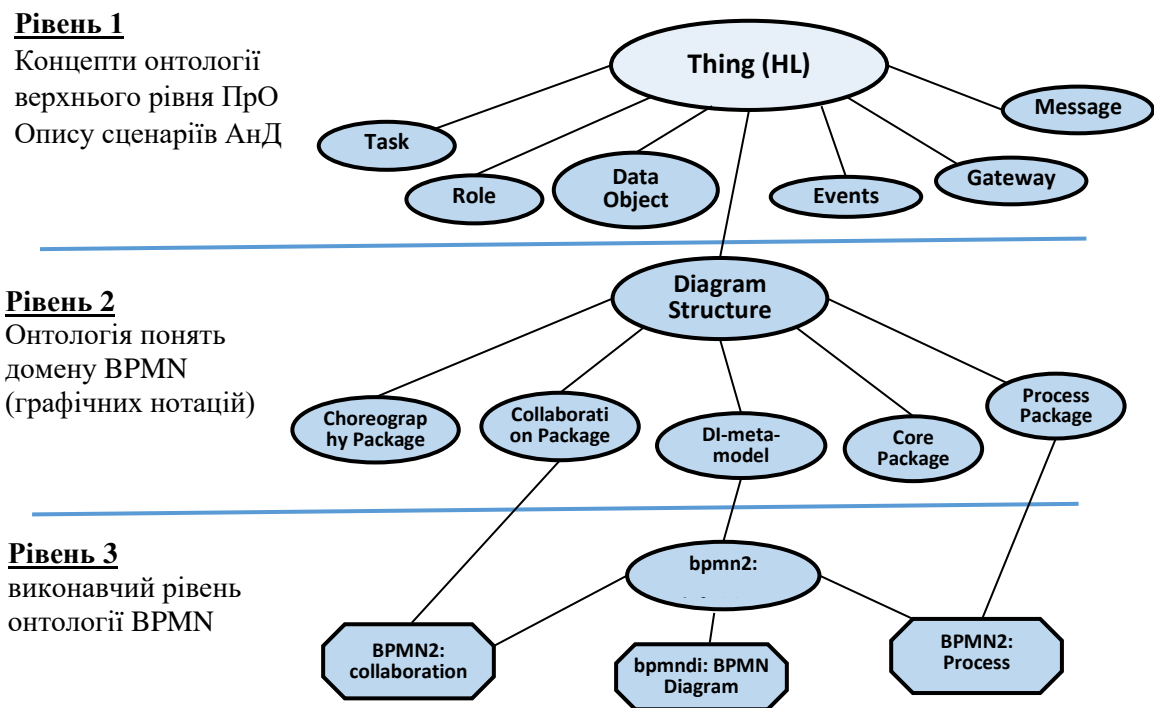 Рівень 1
Концепти онтології
верхнього рівня ПрО
Опису сценаріїв АнД
Thing (HL)
Task
Role
Data
Object
Events
Gateway
Message
Рівень 2
Онтологія понять
домену BPMN
(графічних нотацій)
Diagram
Structure
Choreograp
hy Package
Collaborati
on Package
DI-meta-
model
Core
Package
Process
Package
Рівень 3
виконавчий рівень
онтології BPMN
bpmn2:
BPMN2:
collaboration
bpmndi: BPMN
Diagram
BPMN2:
Process